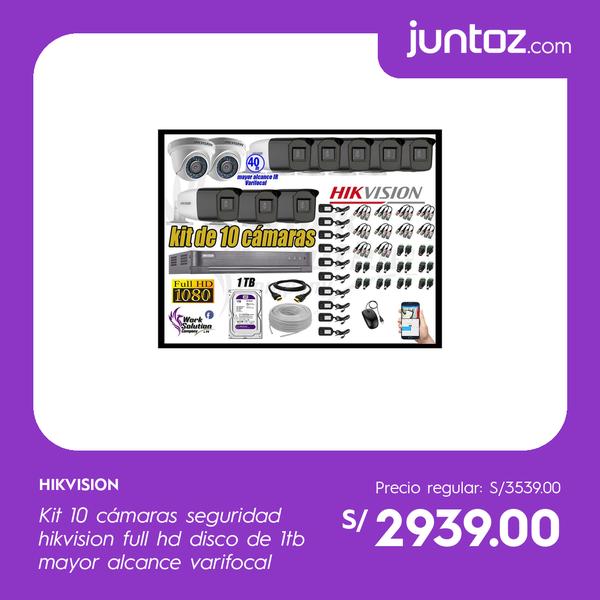 juntoz.com
40
mayor alcance IR
Varifocal
HIKVISION
kit de 10 cámaras
Full HD
1080
1 TB
Work
Solution
Company
HIKVISION
Precio regular: S/3539.00
Kit 10 cámaras seguridad
hikvision full hd disco de 1tb
mayor alcance varifocal
S/ 2939.00